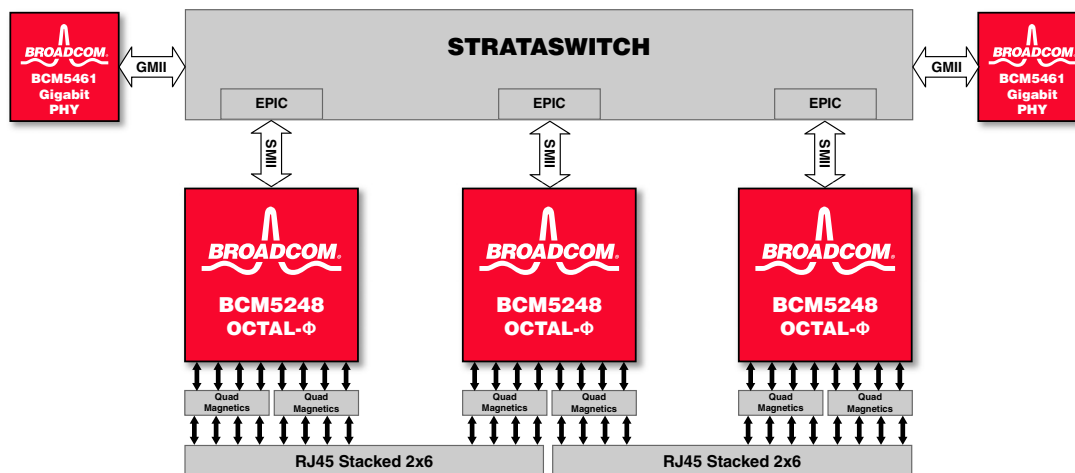 STRATASWITCH
BROADCOM®
BCM5461
Gigabit
PHY
GMII
GMII
BROADCOM®
BCM5461
Gigabit
PHY
EPIC
EPIC
EPIC
SMII
SMII
SMII
BROADCOM®
BCM5248
OCTAL-Φ
BROADCOM®
BCM5248
OCTAL-Φ
BROADCOM®
BCM5248
OCTAL-Φ
Quad
Magnetics
Quad
Magnetics
Quad
Magnetics
Quad
Magnetics
Quad
Magnetics
Quad
Magnetics
RJ45 Stacked 2x6
RJ45 Stacked 2x6